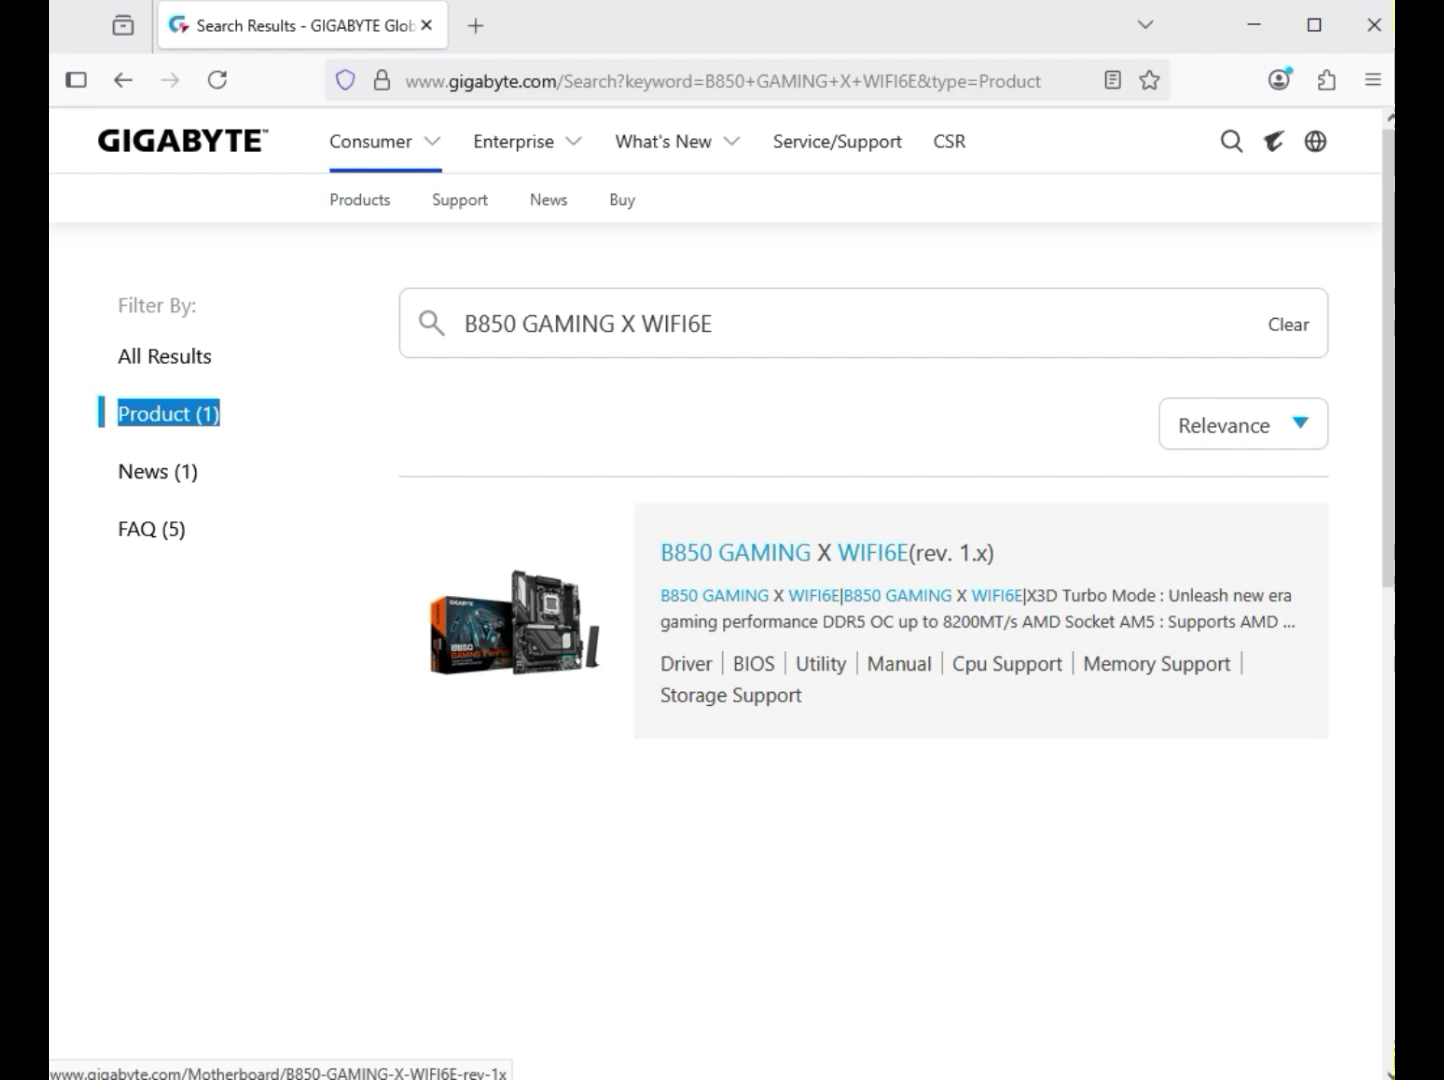 Search Results - GIGABYTE Glob
www.gigabyte.com/Search?keyword=B850+GAMING+X+WIFI6E&type=Product
GIGABYTE™
Consumer
Enterprise
What's New
Service/Support
CSR
Products
Support
News
Buy
Filter By:
All Results
Product (1)
News (1)
FAQ (5)
B850 GAMING X WIFI6E
Clear
Relevance
B850 GAMING X WIFI6E(rev. 1.x)
B850 GAMING X WIFI6E|B850 GAMING X WIFI6E|X3D Turbo Mode : Unleash new era
gaming performance DDR5 OC up to 8200MT/s AMD Socket AM5 : Supports AMD ...
Driver | BIOS | Utility | Manual | Cpu Support | Memory Support |
Storage Support
GIGABYTE
B850
www.gigabyte.com/Motherboard/B850-GAMING-X-WIFI6E-rev-1x